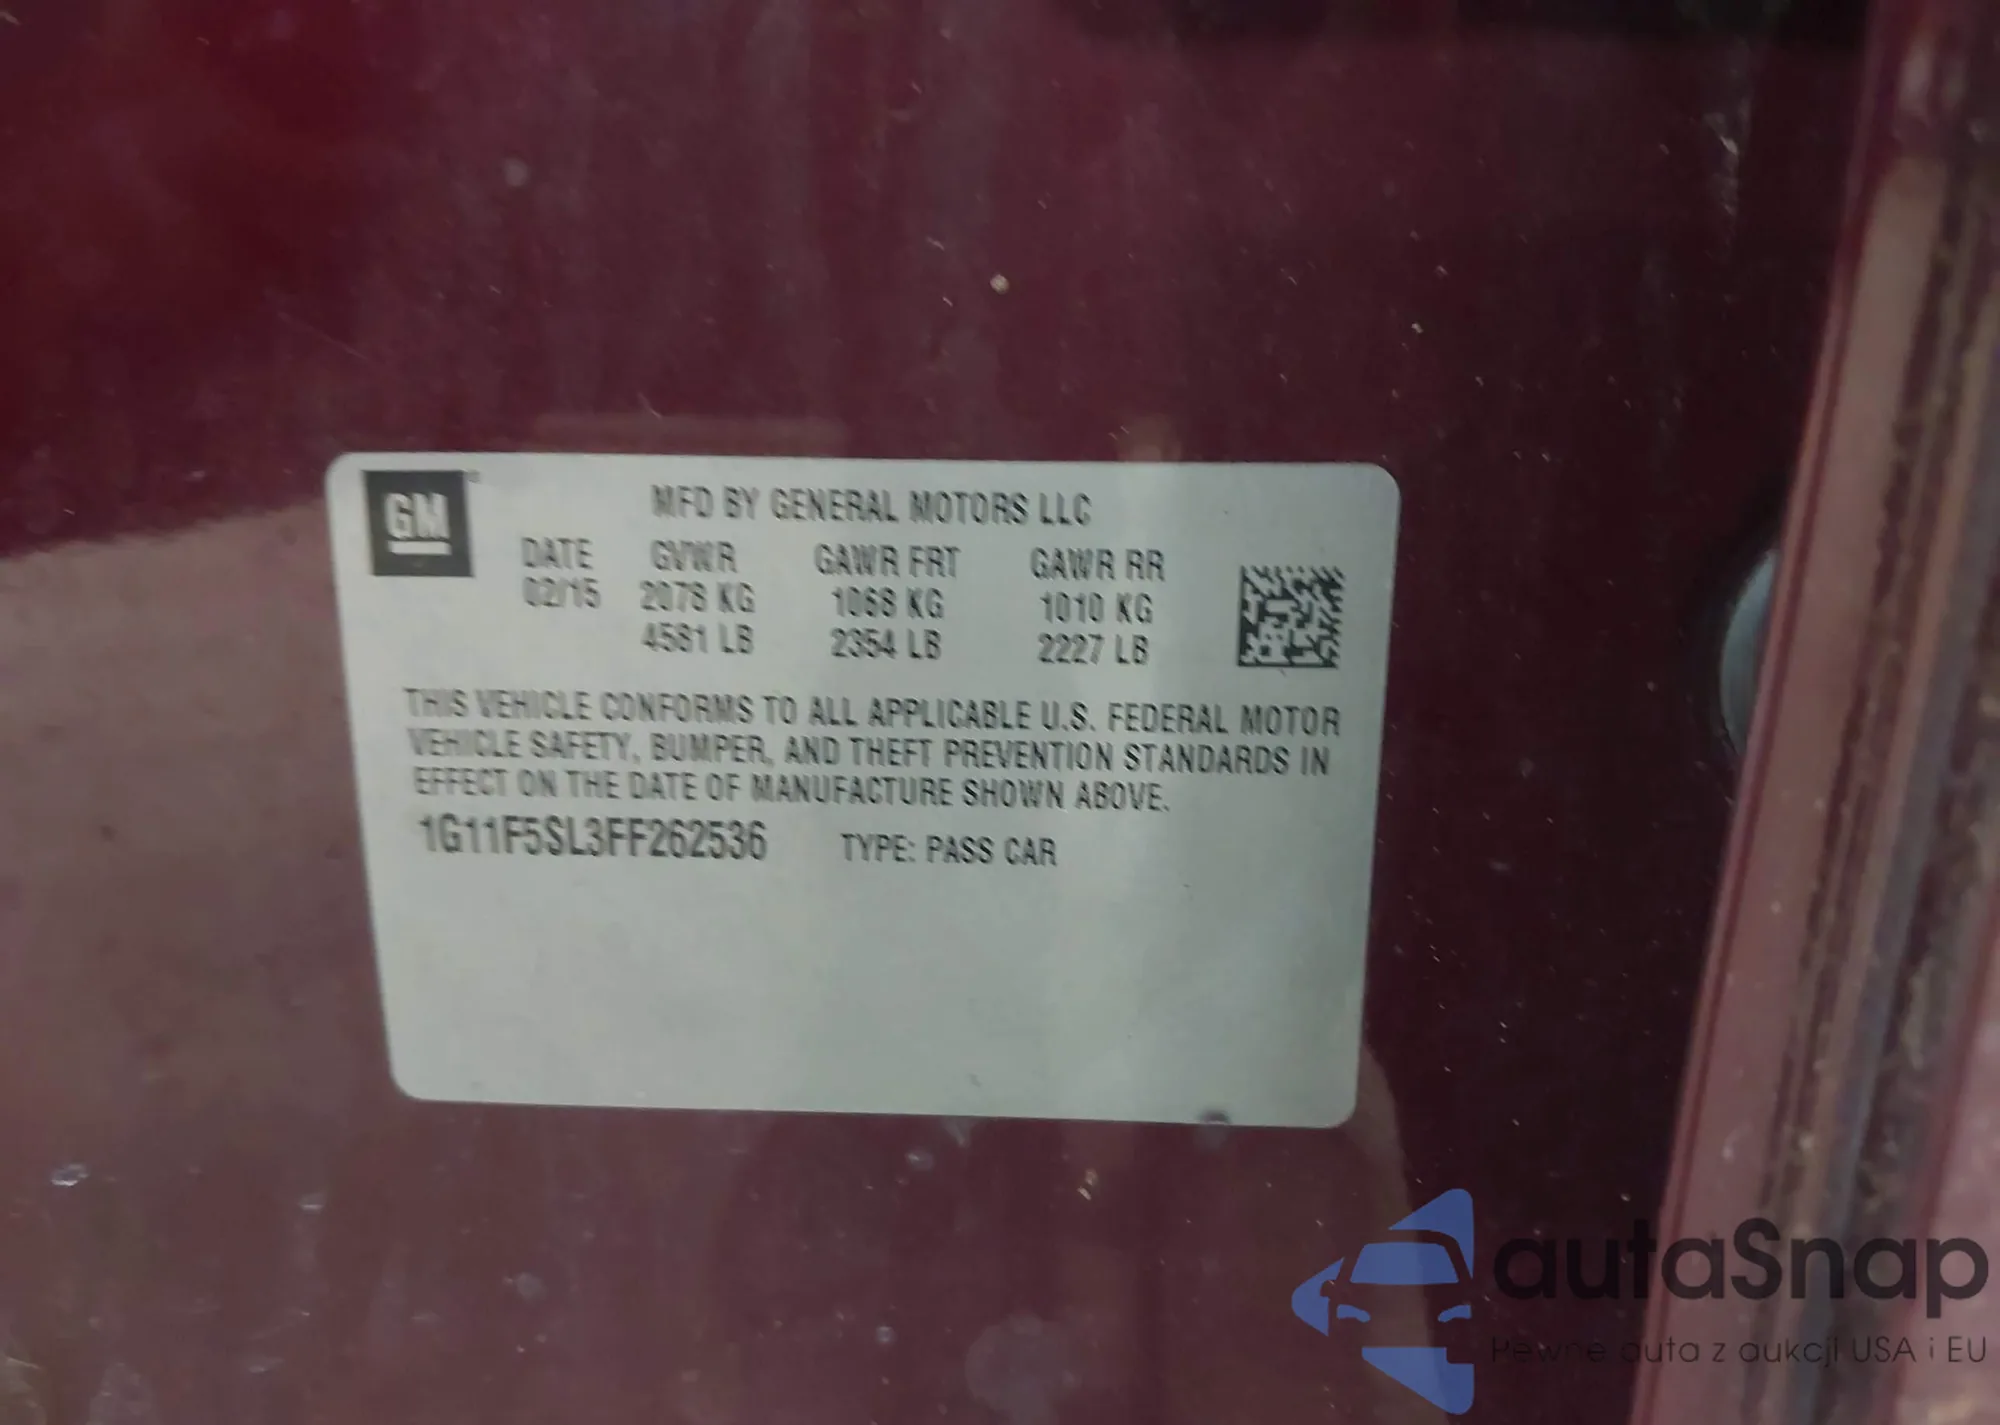 GM
MFD BY GENERAL MOTORS LLC
DATE GVWR GAWR FRT GAWR RR
02/15 2078 KG 1068 KG 1010 KG
4581 LB 2354 LB 2227 LB
THIS VEHICLE CONFORMS TO ALL APPLICABLE U.S. FEDERAL MOTOR
VEHICLE SAFETY, BUMPER, AND THEFT PREVENTION STANDARDS IN
EFFECT ON THE DATE OF MANUFACTURE SHOWN ABOVE.
1G11F5SL3FF262536 TYPE: PASS CAR
autaSnap
Pewne auta z aukcji USA i EU